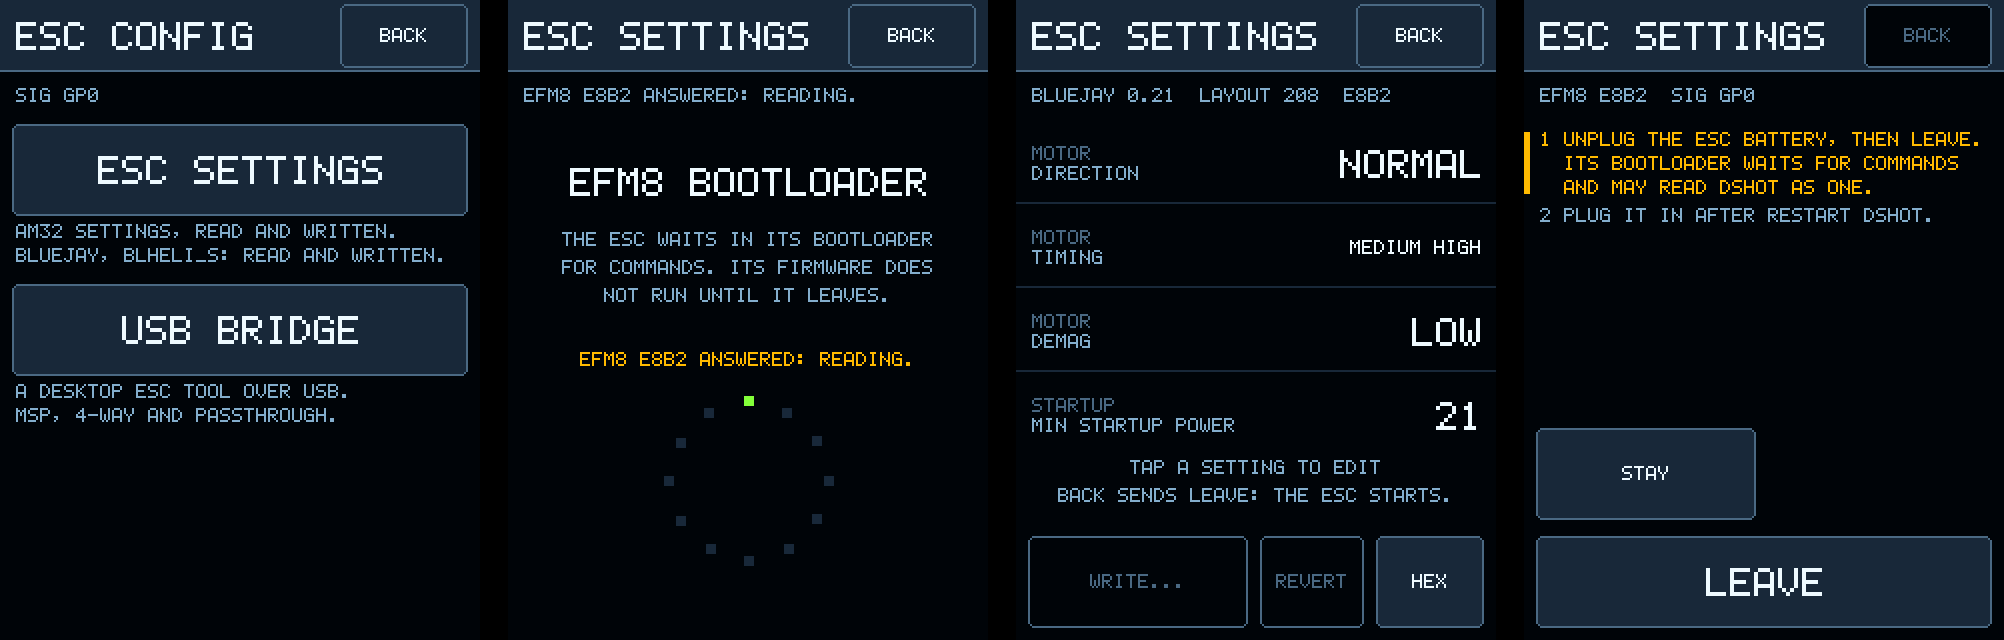 ESC CONFIG
BACK
SIG GP0
ESC SETTINGS
AM32 SETTINGS, READ AND WRITTEN.
BLUEJAY, BLHELI_S: READ AND WRITTEN.
USB BRIDGE
A DESKTOP ESC TOOL OVER USB.
MSP, 4-WAY AND PASSTHROUGH.
ESC SETTINGS
BACK
EFM8 E8B2 ANSWERED: READING.
EFM8 BOOTLOADER
THE ESC WAITS IN ITS BOOTLOADER
FOR COMMANDS. ITS FIRMWARE DOES
NOT RUN UNTIL IT LEAVES.
EFM8 E8B2 ANSWERED: READING.
ESC SETTINGS
BACK
BLUEJAY 0.21 LAYOUT 208 E8B2
MOTOR
DIRECTION
NORMAL
MOTOR
TIMING
MEDIUM HIGH
MOTOR
DEMAG
LOW
STARTUP
MIN STARTUP POWER
21
TAP A SETTING TO EDIT
BACK SENDS LEAVE: THE ESC STARTS.
WRITE...
REVERT
HEX
ESC SETTINGS
BACK
EFM8 E8B2 SIG GP0
1 UNPLUG THE ESC BATTERY, THEN LEAVE.
ITS BOOTLOADER WAITS FOR COMMANDS
AND MAY READ DSHOT AS ONE.
2 PLUG IT IN AFTER RESTART DSHOT.
STAY
LEAVE